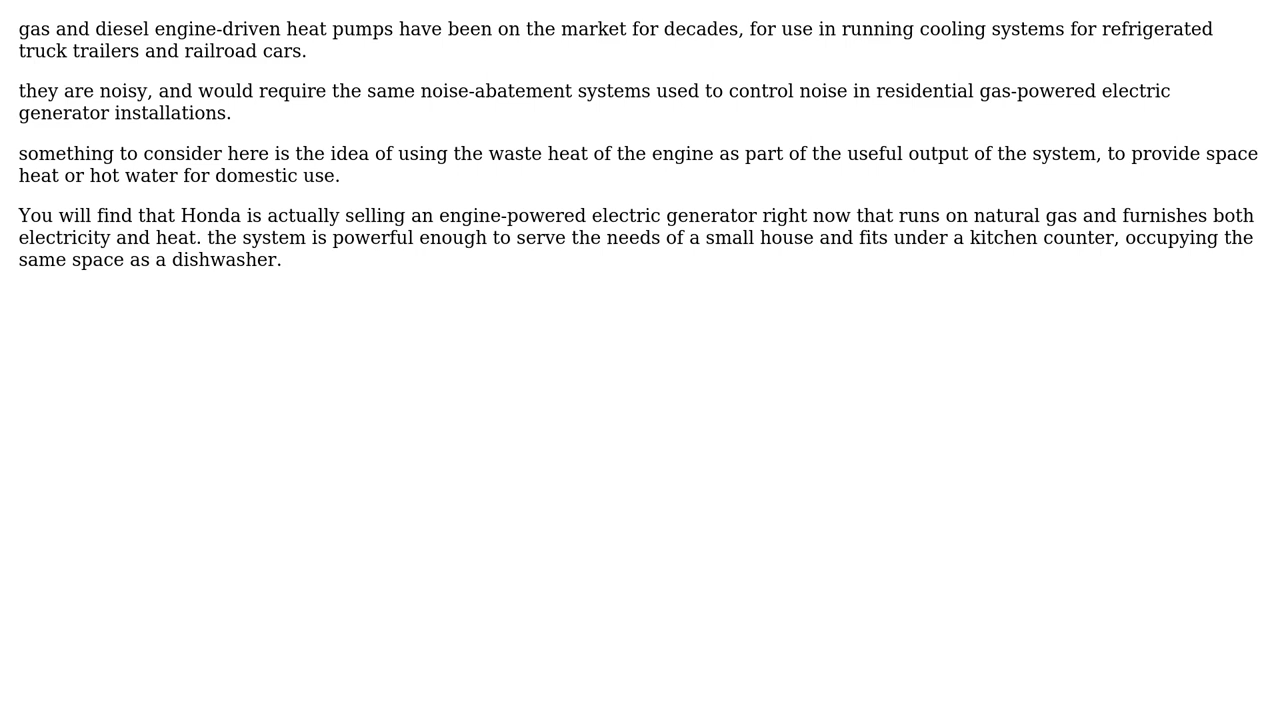 gas and diesel engine-driven heat pumps have been on the market for decades, for use in running cooling systems for refrigerated
truck trailers and railroad cars.
they are noisy, and would require the same noise-abatement systems used to control noise in residential gas-powered electric
generator installations.
something to consider here is the idea of using the waste heat of the engine as part of the useful output of the system, to provide space
heat or hot water for domestic use.
You will find that Honda is actually selling an engine-powered electric generator right now that runs on natural gas and furnishes both
electricity and heat. the system is powerful enough to serve the needs of a small house and fits under a kitchen counter, occupying the
same space as a dishwasher.